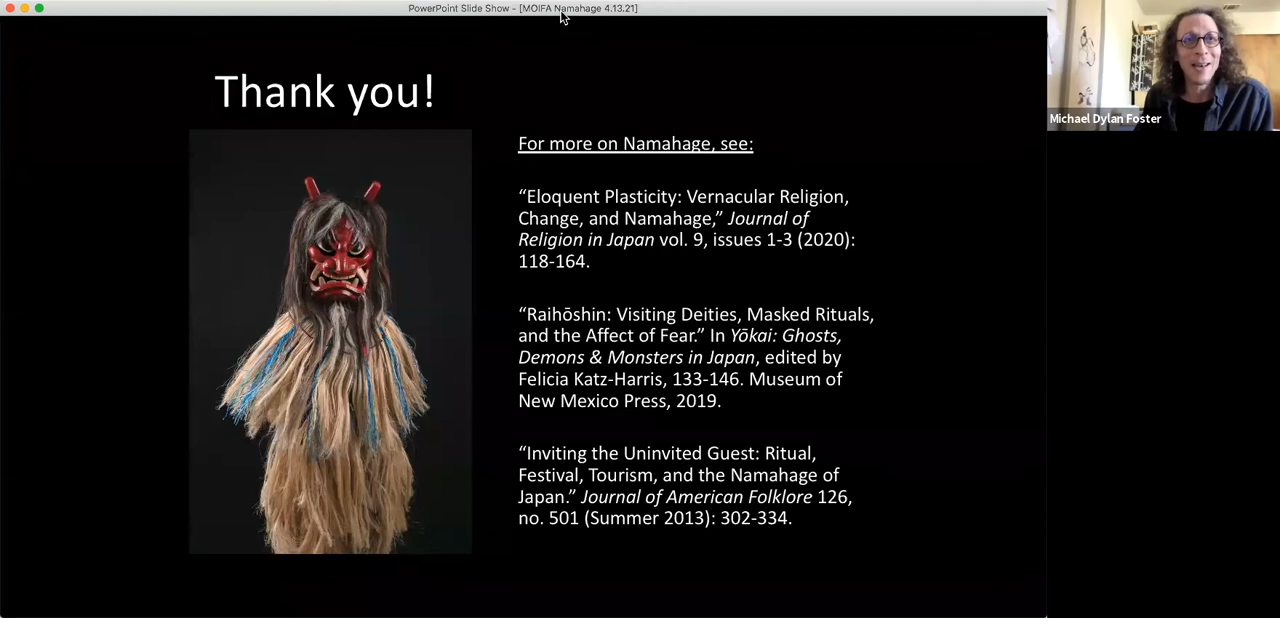 PowerPoint Slide Show - [MOIFA Namahage 4.13.21]
Thank you!
Michael Dylan Foster
For more on Namahage, see:
“Eloquent Plasticity: Vernacular Religion,
Change, and Namahage,” Journal of
Religion in Japan vol. 9, issues 1-3 (2020):
118-164.
“Raihōshin: Visiting Deities, Masked Rituals,
and the Affect of Fear.” In Yōkai: Ghosts,
Demons & Monsters in Japan, edited by
Felicia Katz-Harris, 133-146. Museum of
New Mexico Press, 2019.
“Inviting the Uninvited Guest: Ritual,
Festival, Tourism, and the Namahage of
Japan.” Journal of American Folklore 126,
no. 501 (Summer 2013): 302-334.